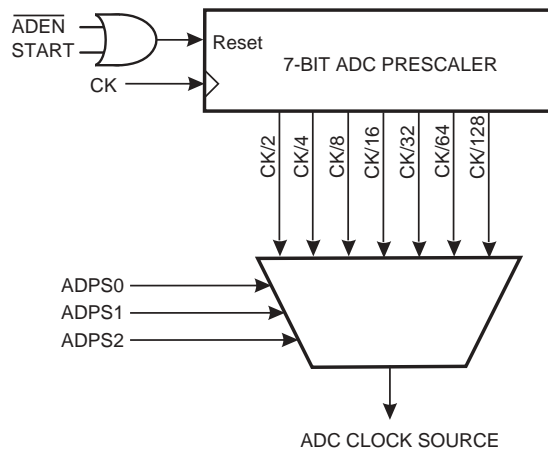 ADEN
START
Reset
7-BIT ADC PRESCALER
CK
CK/2
CK/4
CK/8
CK/16
CK/32
CK/64
CK/128
ADPS0
ADPS1
ADPS2
ADC CLOCK SOURCE